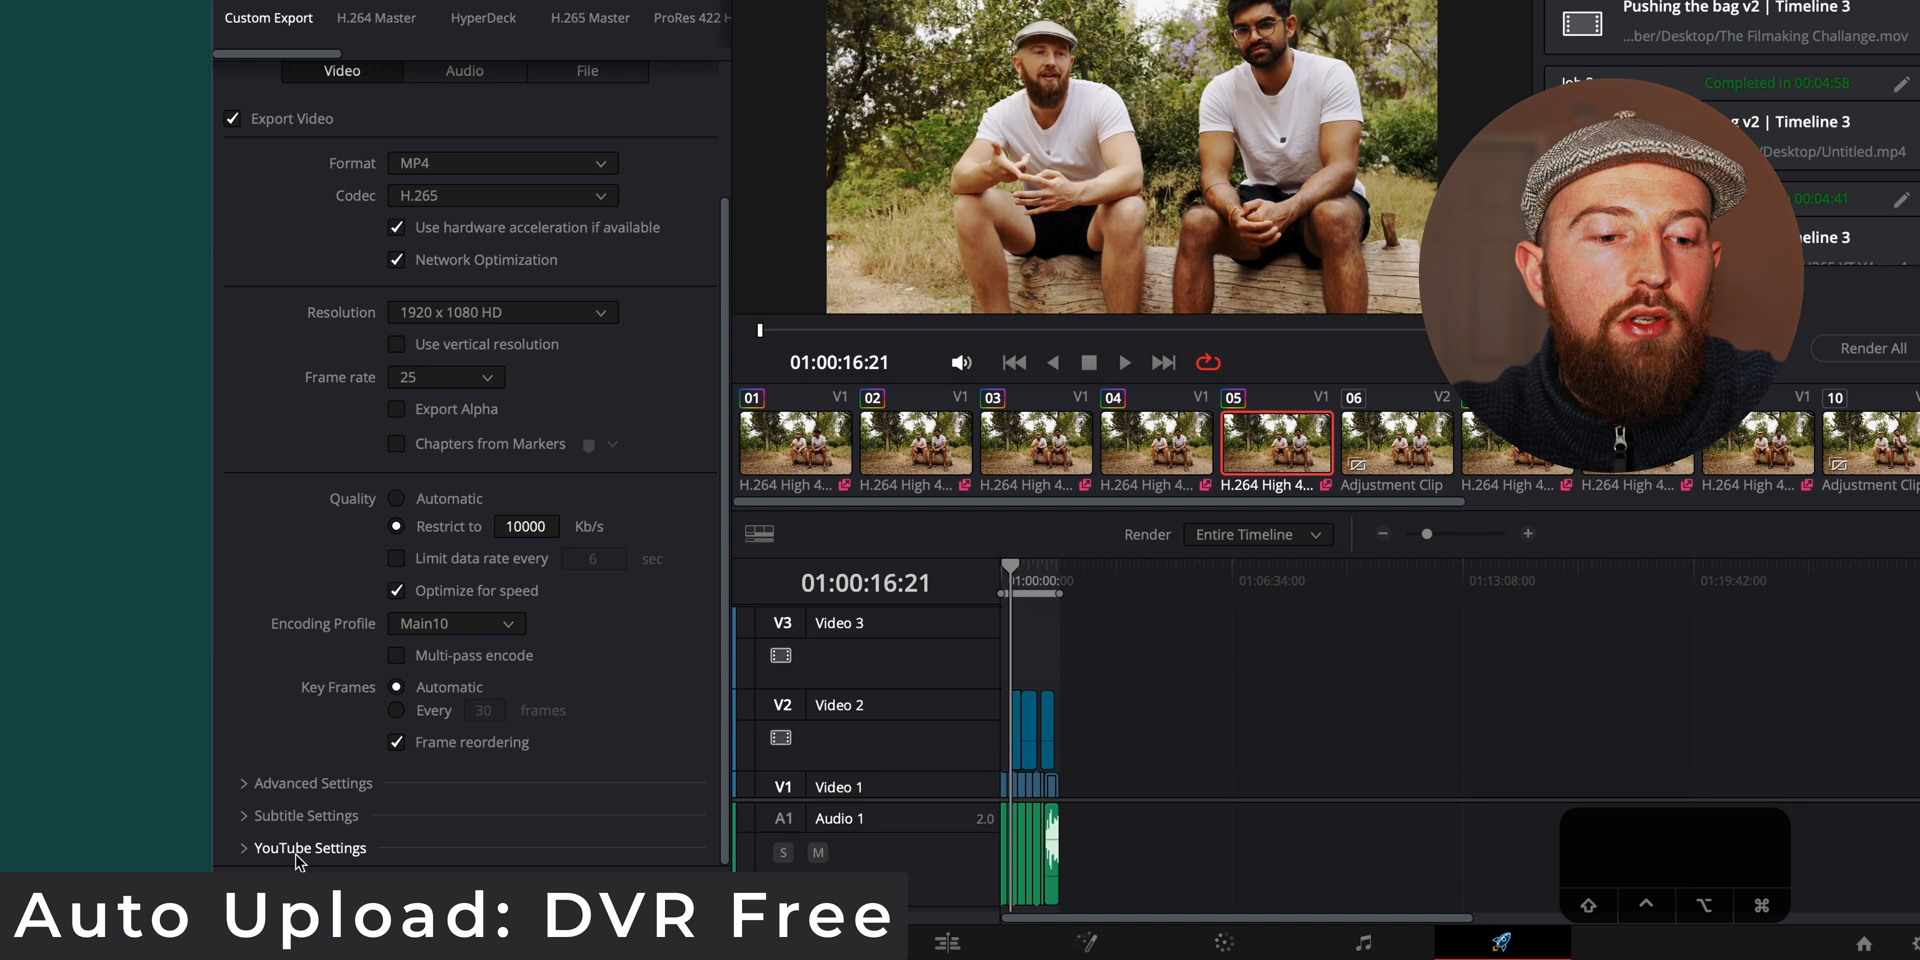 Custom Export
H.264 Master
HyperDeck
H.265 Master
ProRes 422 H
Video
Audio
File
Export Video
Format
MP4
Codec
H.265
Use hardware acceleration if available
Network Optimization
Resolution
1920 x 1080 HD
Use vertical resolution
Frame rate
25
Export Alpha
Chapters from Markers
Quality
Automatic
Restrict to
10000
Kb/s
Limit data rate every
6
sec
Optimize for speed
Encoding Profile
Main10
Multi-pass encode
Key Frames
Automatic
Every
30
frames
Frame reordering
Advanced Settings
Subtitle Settings
YouTube Settings
Auto Upload: DVR Free
Pushing the bag v2 | Timeline 3
...ber/Desktop/The Filmaking Challange.mov
Completed in 00:04:58
g v2 | Timeline 3
/Desktop/Untitled.mp4
00:04:41
neline 3
Render All
01:00:16:21
01 V1
02 V1
03 V1
04 V1
05 V1
06 V2
V1
10
H.264 High 4...
H.264 High 4...
H.264 High 4...
H.264 High 4...
H.264 High 4...
Adjustment Clip
H.264 High 4...
H.264 High 4...
H.264 High 4...
Adjustment Clip
Render
Entire Timeline
01:00:16:21
01:00:00:00
01:06:34:00
01:13:08:00
01:19:42:00
V3
Video 3
V2
Video 2
V1
Video 1
A1
Audio 1
2.0
S
M